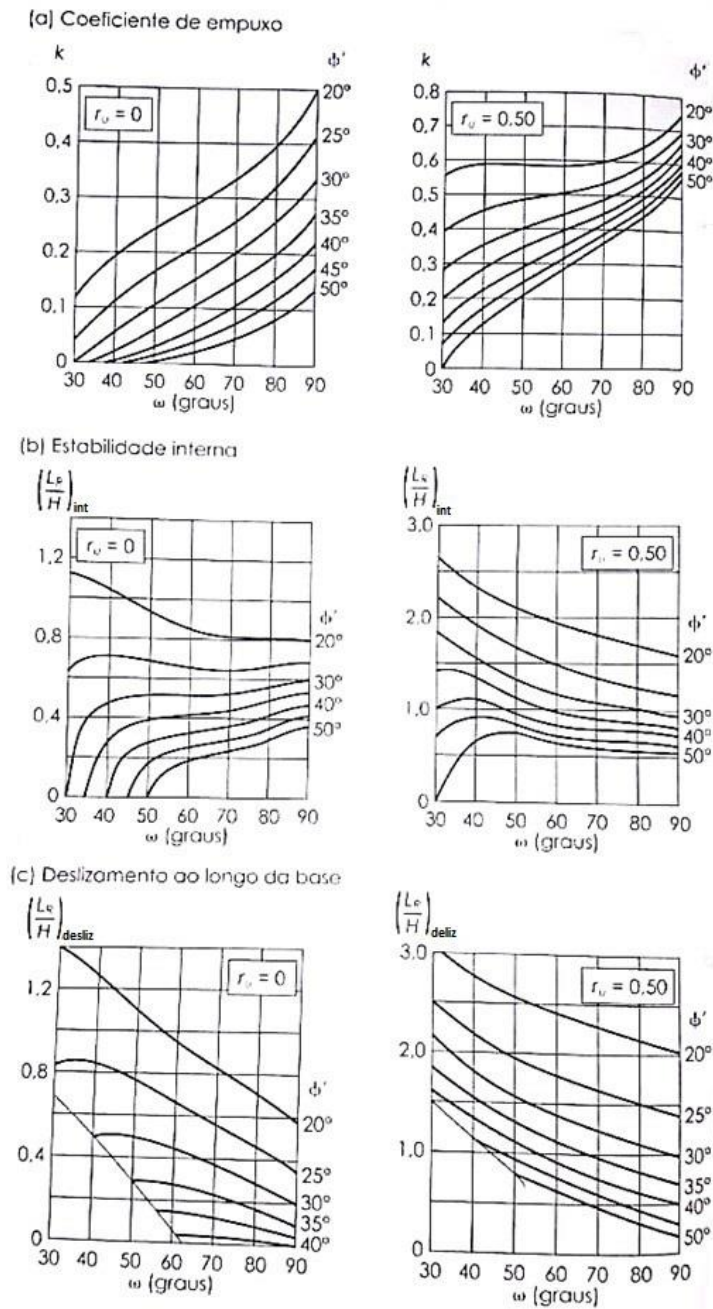 (a) Coeficiente de empuxo
k
ϕ'
0,5
0,4
0,3
0,2
0,1
0
r_u = 0
20°
25°
30°
35°
40°
45°
50°
30 40 50 60 70 80 90
ω (graus)
k
ϕ'
0,8
0,7
0,6
0,5
0,4
0,3
0,2
0,1
0
r_u = 0.50
20°
30°
40°
50°
30 40 50 60 70 80 90
ω (graus)
(b) Estabilidade interna
(L_R/H)int
1,2
0,8
0,4
0
r_u = 0
ϕ'
20°
30°
40°
50°
30 40 50 60 70 80 90
ω (graus)
(L_R/H)int
3.0
2.0
1.0
0
r_u = 0.50
ϕ'
20°
30°
40°
50°
30 40 50 60 70 80 90
ω (graus)
(c) Deslizamento ao longo da base
(L_R/H)desliz
1.2
0.8
0.4
0
r_u = 0
ϕ'
20°
25°
30°
35°
40°
30 40 50 60 70 80 90
ω (graus)
(L_R/H)deliz
3.0
2.0
1.0
0
r_u = 0.50
ϕ'
20°
25°
30°
35°
40°
50°
30 40 50 60 70 80 90
ω (graus)